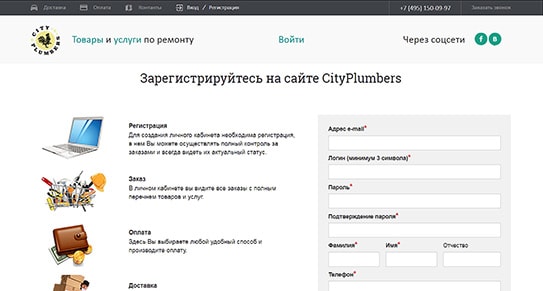 Доставка Оплата Контакты Вход / Регистрация +7 (495) 150-09-97 Заказать звонок
CITY PLUMBERS
Товары и услуги по ремонту Войти Через соцсети
Зарегистрируйтесь на сайте CityPlumbers
Регистрация
Для создания личного кабинета необходима регистрация,
в нем Вы можете осуществлять полный контроль за
заказами и всегда видеть их актуальный статус.
Заказ
В личном кабинете вы видите все заказы с полным
перечнем товаров и услуг.
Оплата
Здесь Вы выбираете любой удобный способ и
производите оплату.
Доставка
Адрес e-mail*
Логин (минимум 3 символа)*
Пароль*
Подтверждение пароля*
Фамилия* Имя* Отчество
Телефон*